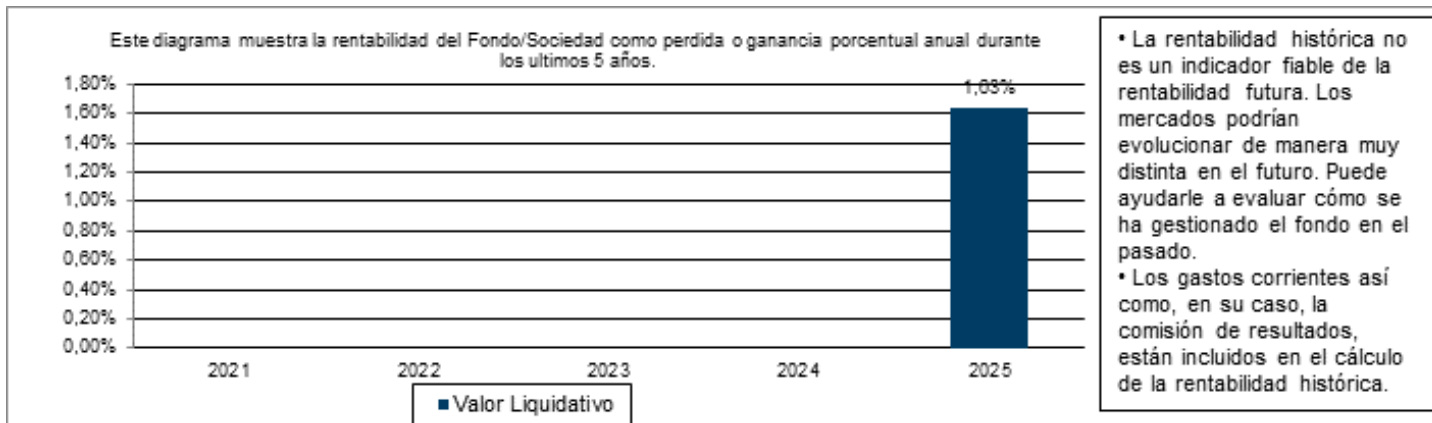 Este diagrama muestra la rentabilidad del Fondo/Sociedad como perdida o ganancia porcentual anual durante
los ultimos 5 años.
1,80%
1,63%
1,60%
1,40%
1,20%
1,00%
0,80%
0,60%
0,40%
0,20%
0,00%
2021 2022 2023 2024 2025
Valor Liquidativo
• La rentabilidad histórica no
es un indicador fiable de la
rentabilidad futura. Los
mercados podrían
evolucionar de manera muy
distinta en el futuro. Puede
ayudarle a evaluar cómo se
ha gestionado el fondo en el
pasado.
• Los gastos corrientes así
como, en su caso, la
comisión de resultados,
están incluidos en el cálculo
de la rentabilidad histórica.